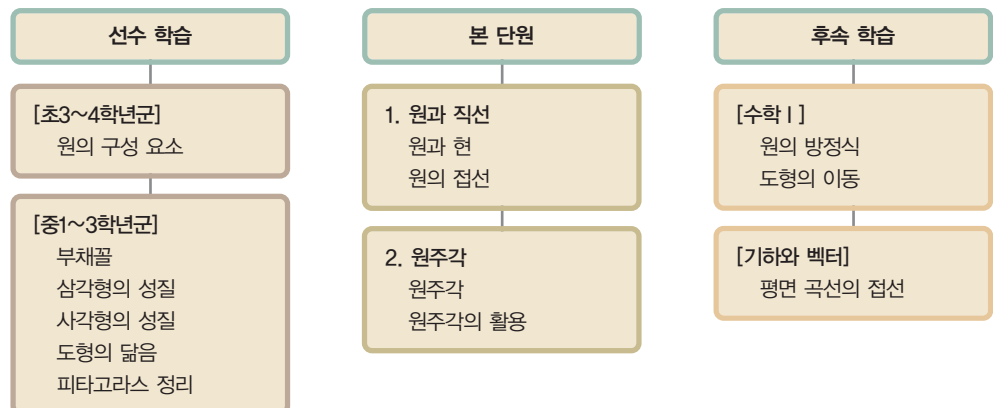 선수 학습
[초3~4학년군]
원의 구성 요소
[중1~3학년군]
부채꼴
삼각형의 성질
사각형의 성질
도형의 닮음
피타고라스 정리
본 단원
1. 원과 직선
원과 현
원의 접선
2. 원주각
원주각
원주각의 활용
후속 학습
[수학 I]
원의 방정식
도형의 이동
[기하와 벡터]
평면 곡선의 접선